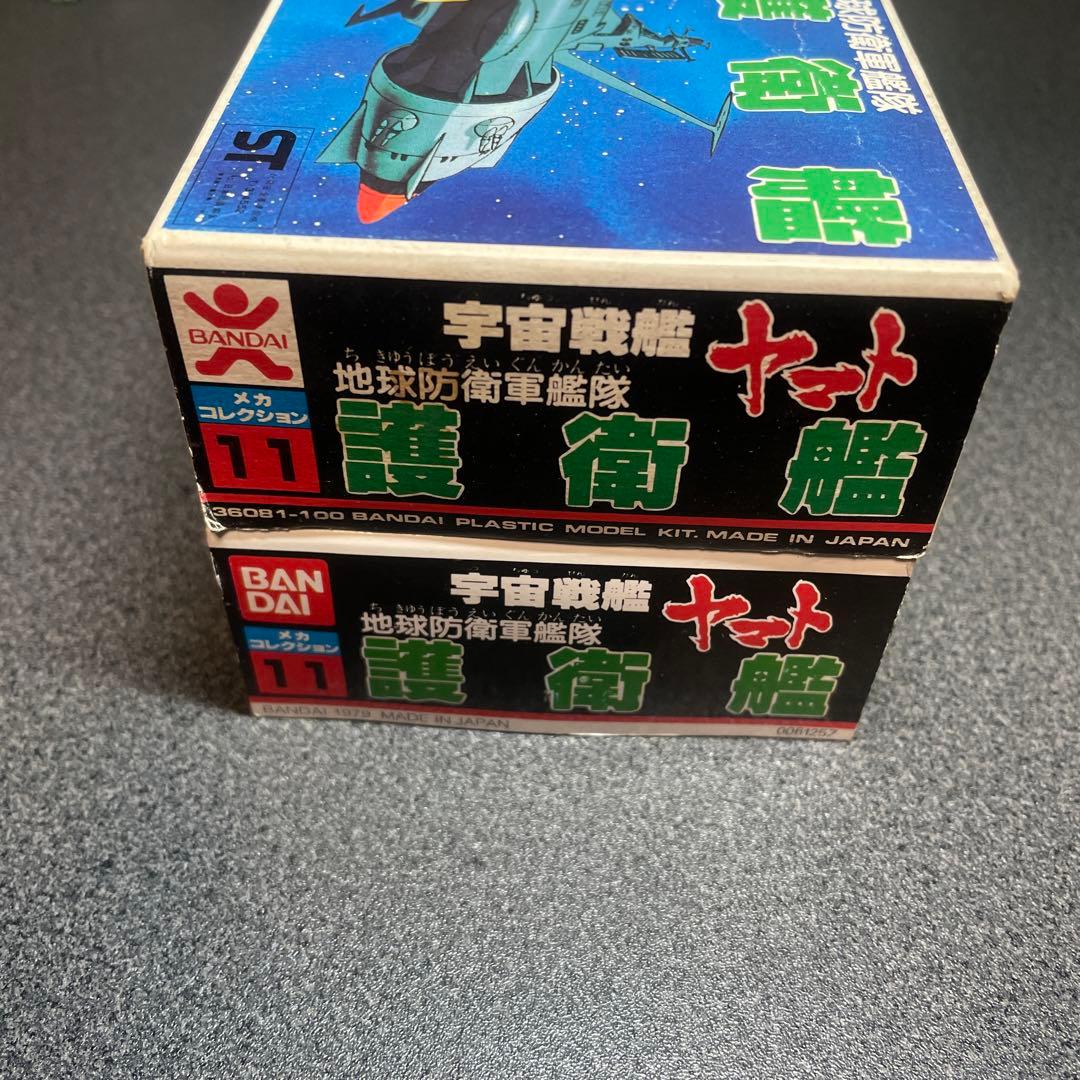 球防衛軍艦隊
護衛艦
ST
BANDAI
メカ
コレクション
11
宇宙戦艦
ヤマト
ち きゆう ぼう えい ぐん かん たい
地球防衛軍艦隊
護衛艦
36081-100 BANDAI PLASTIC MODEL KIT. MADE IN JAPAN
BAN
DAI
メカ
コレクション
11
宇宙戦艦
ヤマト
ち きゆう ぼう えい ぐん かん たい
地球防衛軍艦隊
護衛艦
BANDAI 1979 MADE IN JAPAN
0061257